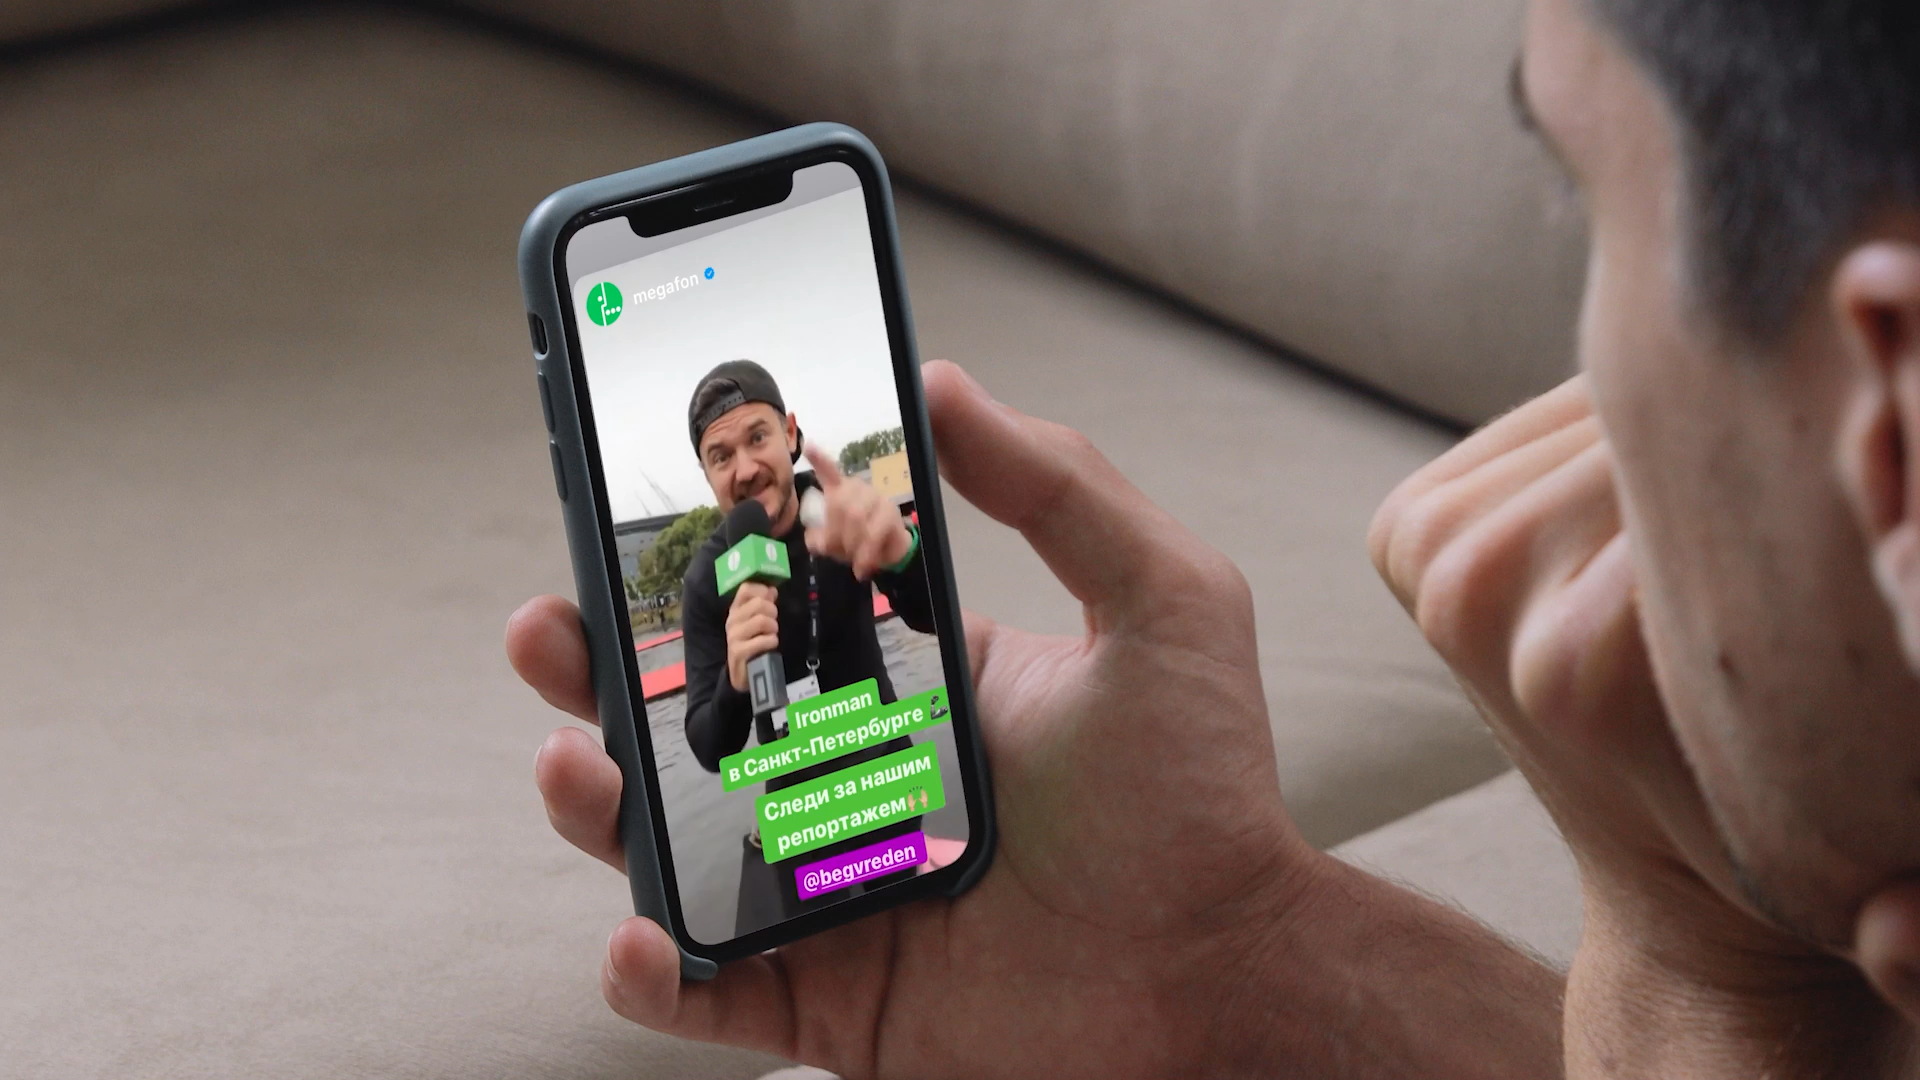 megafon
Ironman
в Санкт-Петербурге
Следи за нашим
репортажем
@begvreden